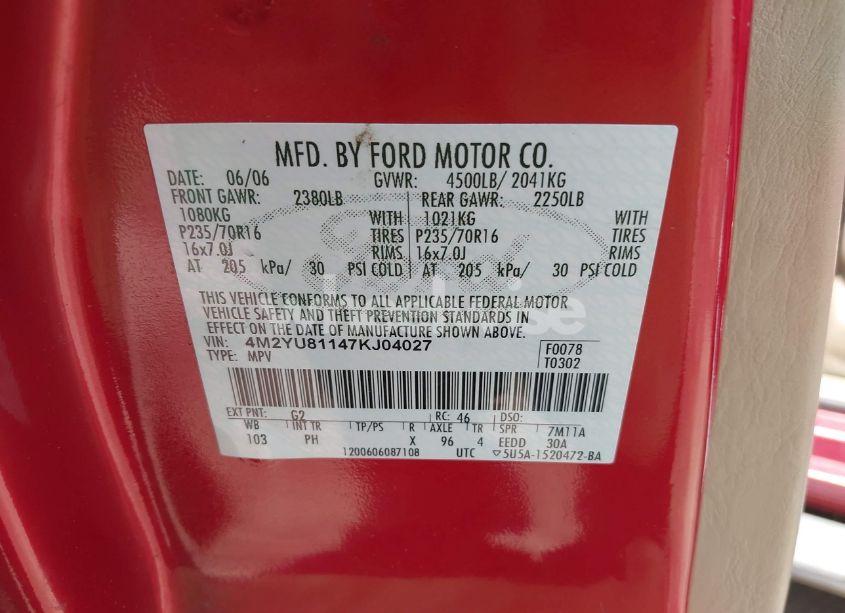 MFD. BY FORD MOTOR CO.
DATE: 06/06 GVWR: 4500LB/ 2041KG
FRONT GAWR: 2380LB REAR GAWR: 2250LB
1080KG WITH 1021KG WITH
P235/70R16 TIRES P235/70R16 TIRES
16x7.0J RIMS 16x7.0J RIMS
AT 205 kPa/ 30 PSI COLD AT 205 kPa/ 30 PSI COLD
THIS VEHICLE CONFORMS TO ALL APPLICABLE FEDERAL MOTOR
VEHICLE SAFETY AND THEFT PREVENTION STANDARDS IN
EFFECT ON THE DATE OF MANUFACTURE SHOWN ABOVE.
VIN: 4M2YU81147KJ04027 F0078
TYPE: MPV T0302
EXT PNT: G2 RC: 46 DSO:
WB INT TR TP/PS R AXLE TR SPR 7M11A
103 PH X 96 4 EEDD 30A
1200606087108 UTC ▽5U5A-1520472-BA